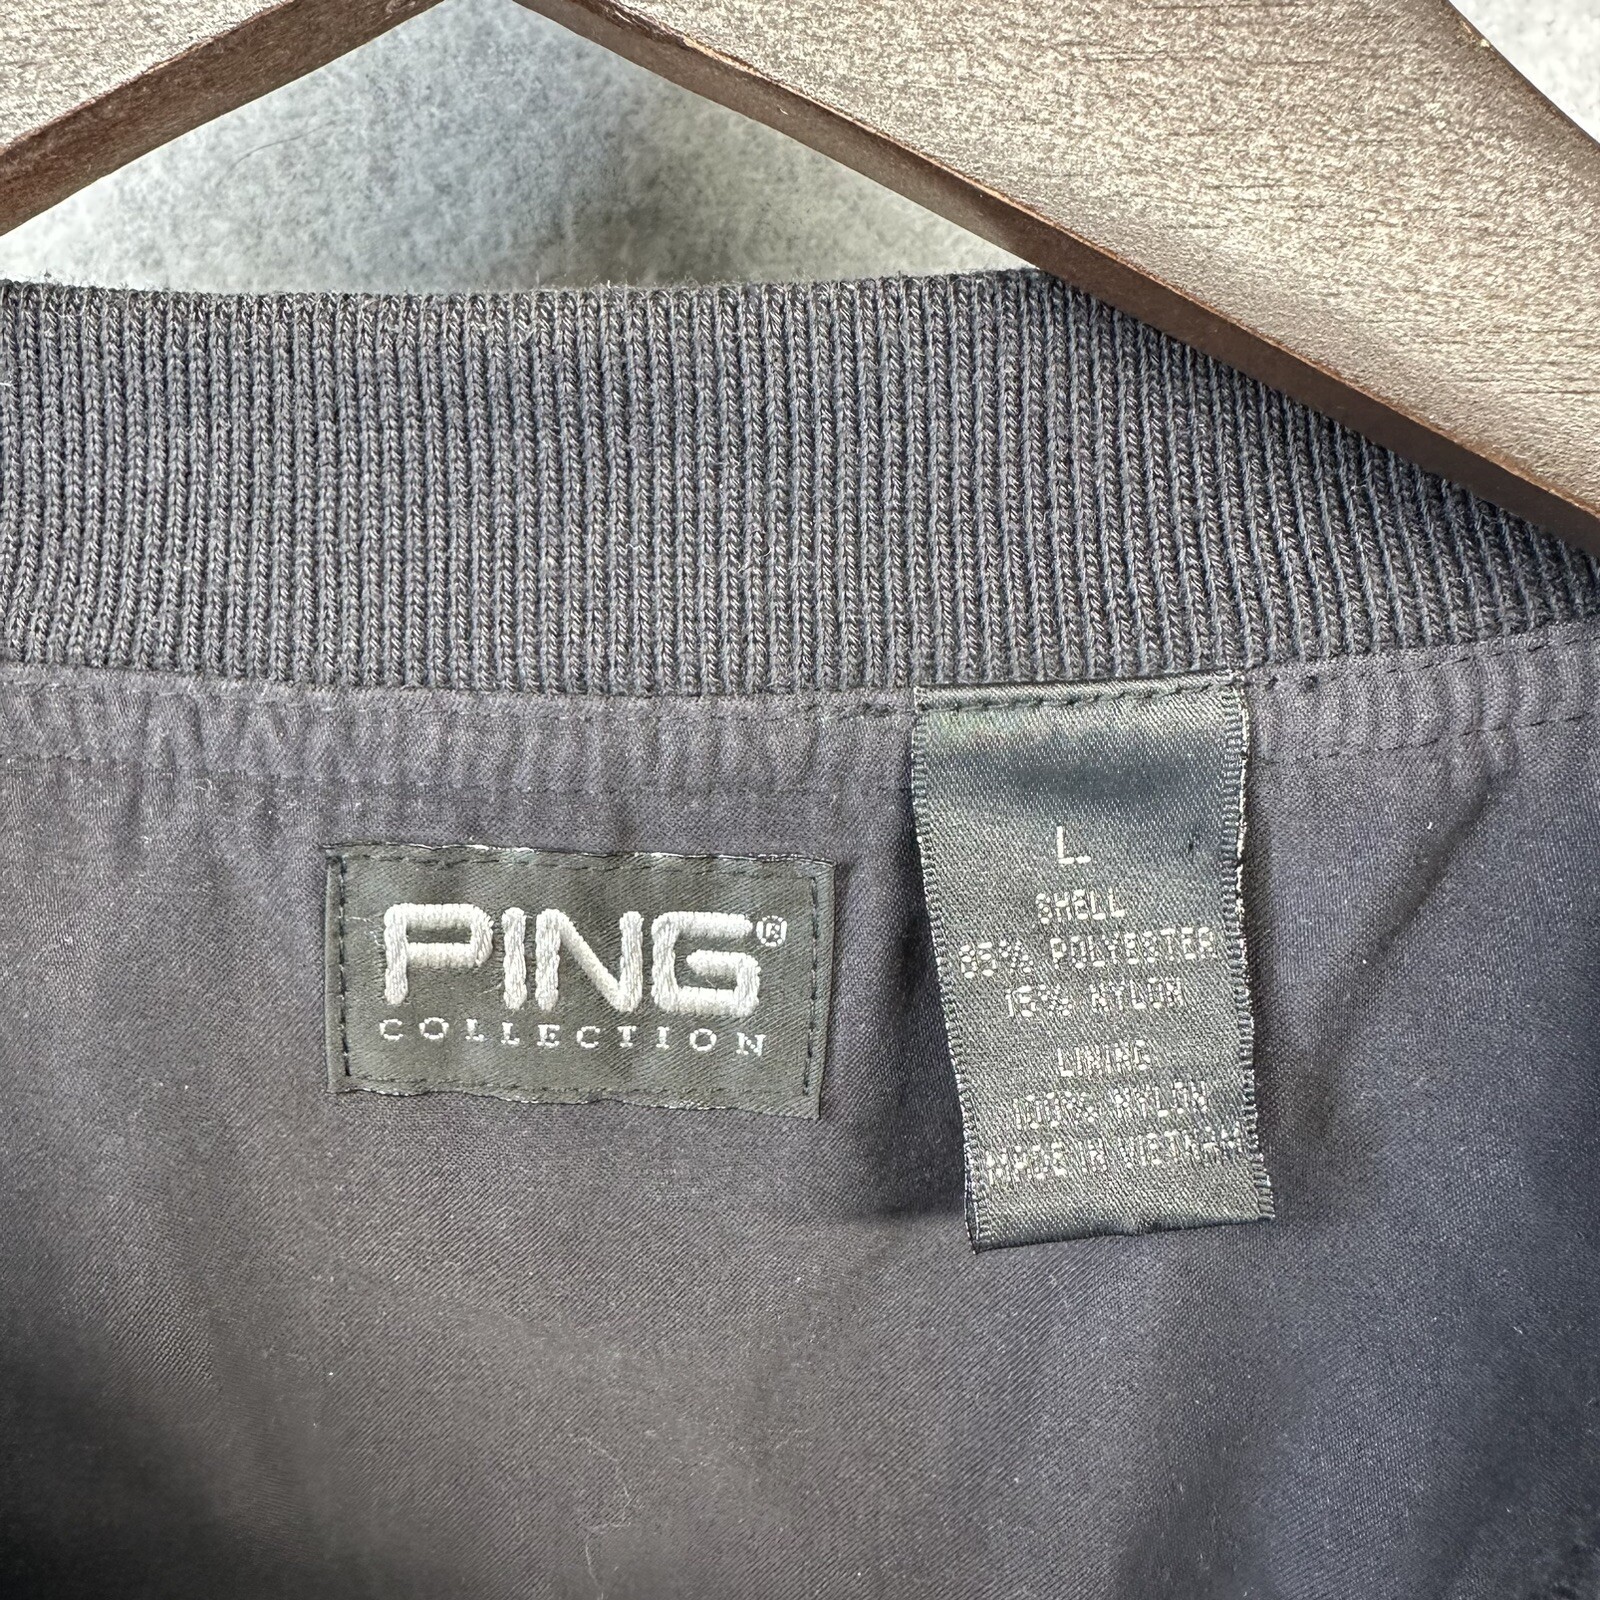 PING®
COLLECTION
L
SHELL
85% POLYESTER
15% NYLON
LINING
100% NYLON
MADE IN VIETNAM